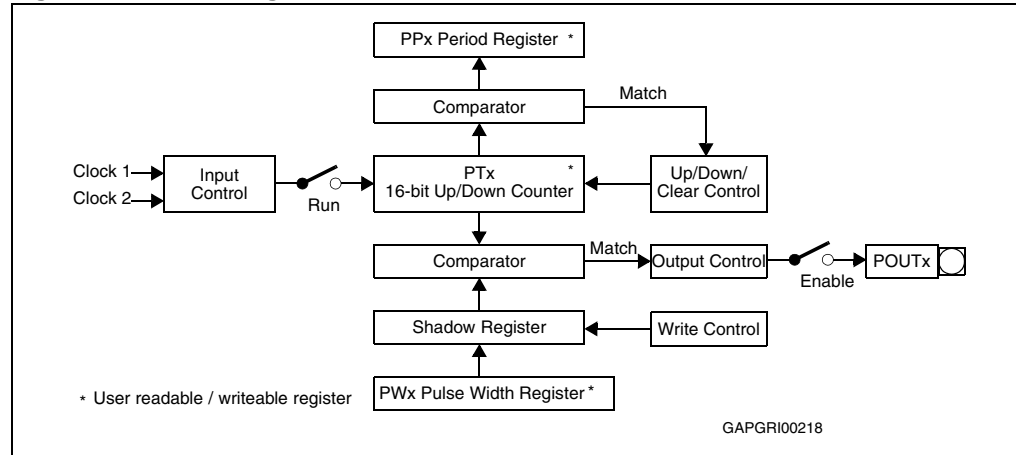 PPx Period Register *
Comparator
Match
Clock 1
Clock 2
Input
Control
Run
PTx *
16-bit Up/Down Counter
Up/Down/
Clear Control
Comparator
Match
Output Control
Enable
POUTx
Shadow Register
Write Control
PWx Pulse Width Register *
* User readable / writeable register
GAPGRI00218